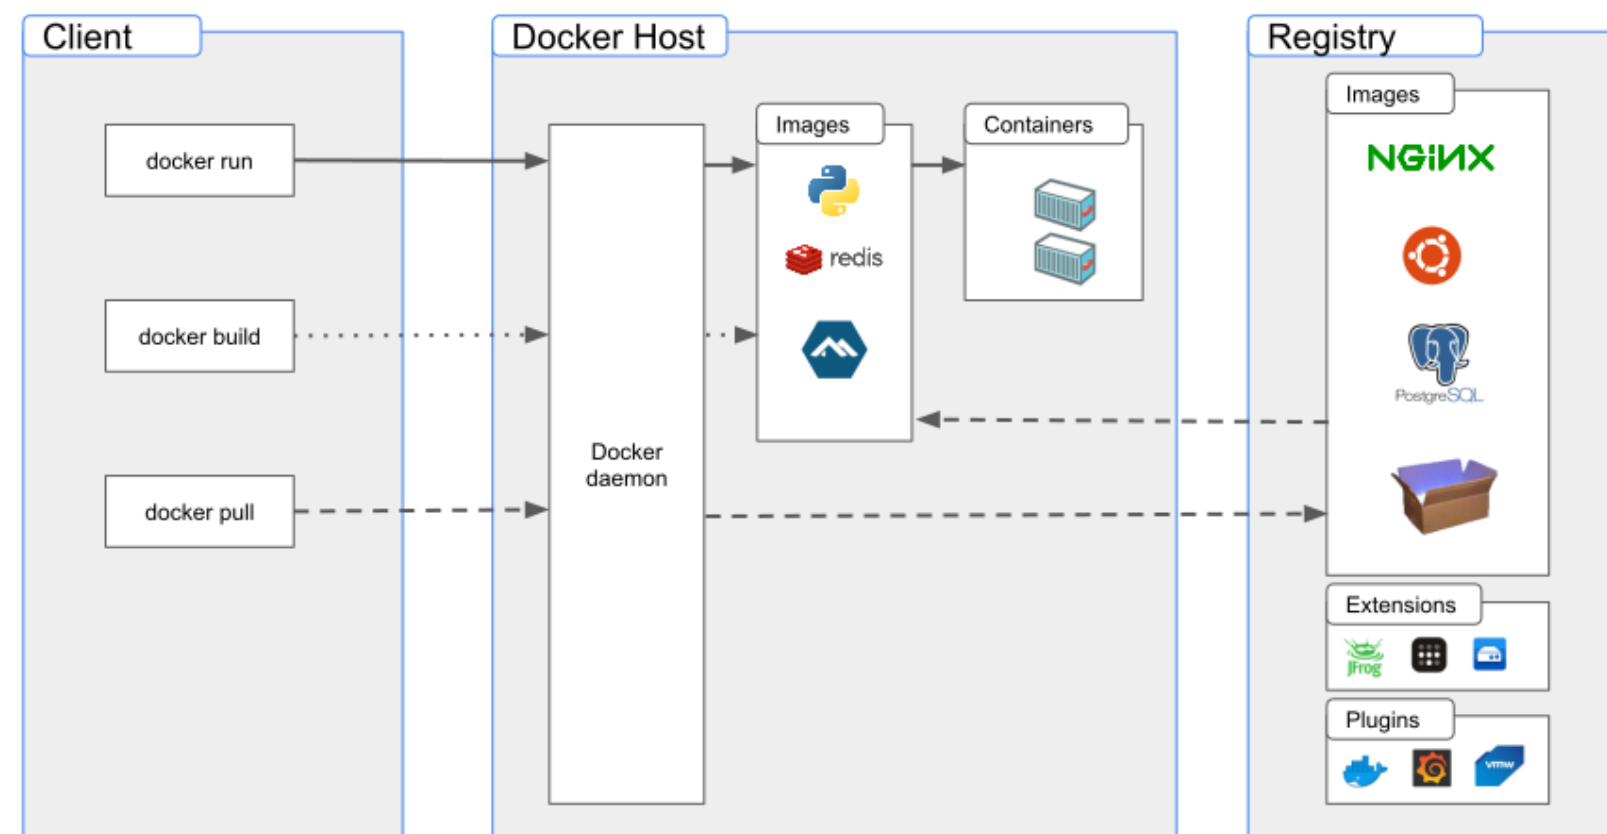 Client
docker run
docker build
docker pull
Docker Host
Docker
daemon
Images
redis
Containers
Registry
Images
NGiNX
PostgreSQL
Extensions
JFrog
Plugins
vmw